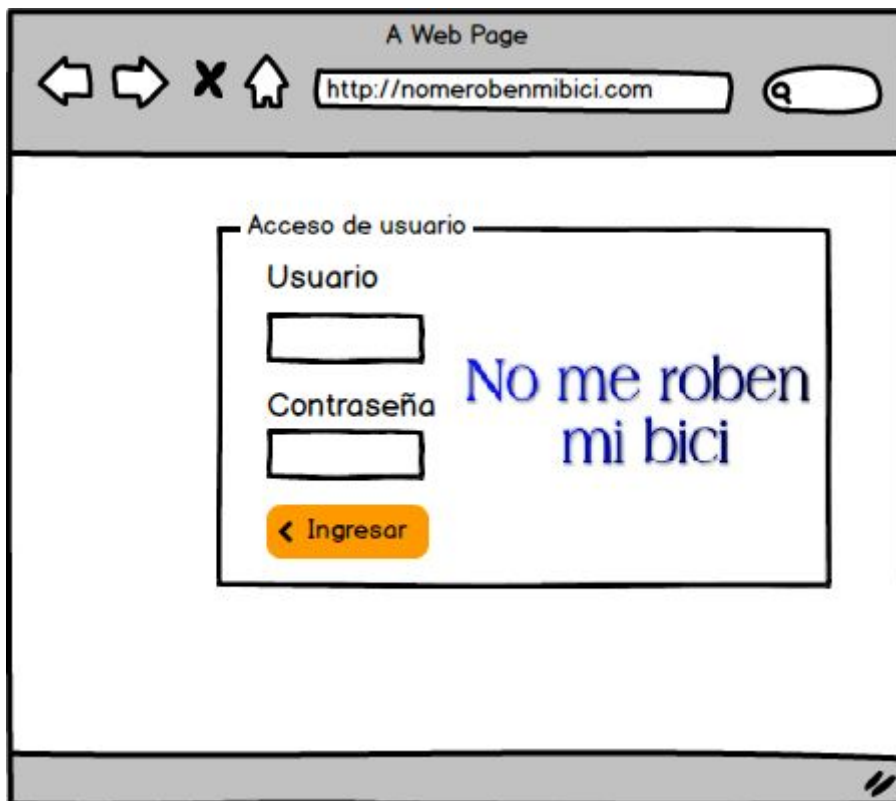 A Web Page
http://nomerobenmibici.com
Acceso de usuario
Usuario
Contraseña
No me roben
mi bici
Ingresar